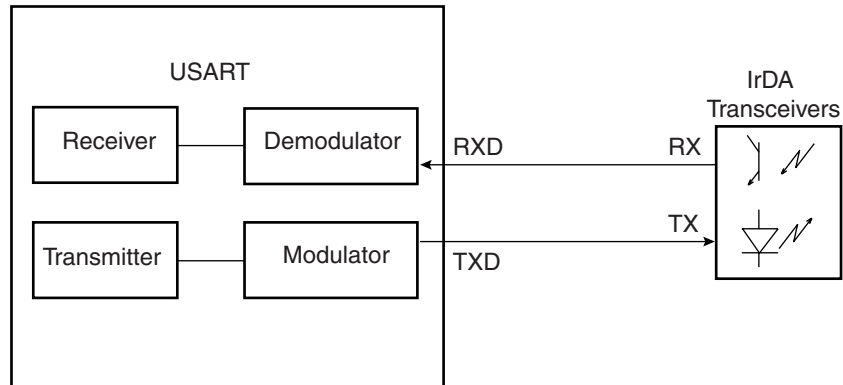 USART
IrDA
Transceivers
Receiver
Demodulator
RXD
RX
TX
Transmitter
Modulator
TXD